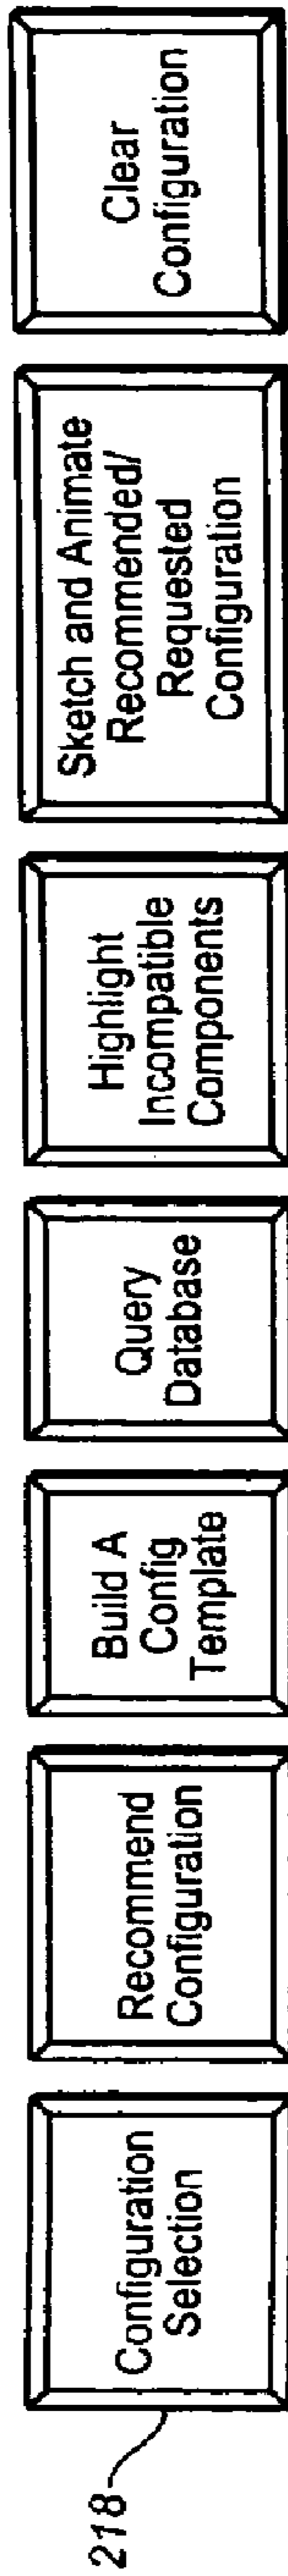 218
Configuration
Selection
Recommend
Configuration
Build A
Config
Template
Query
Database
Highlight
Incompatible
Components
Sketch and Animate
Recommended/
Requested
Configuration
Clear
Configuration